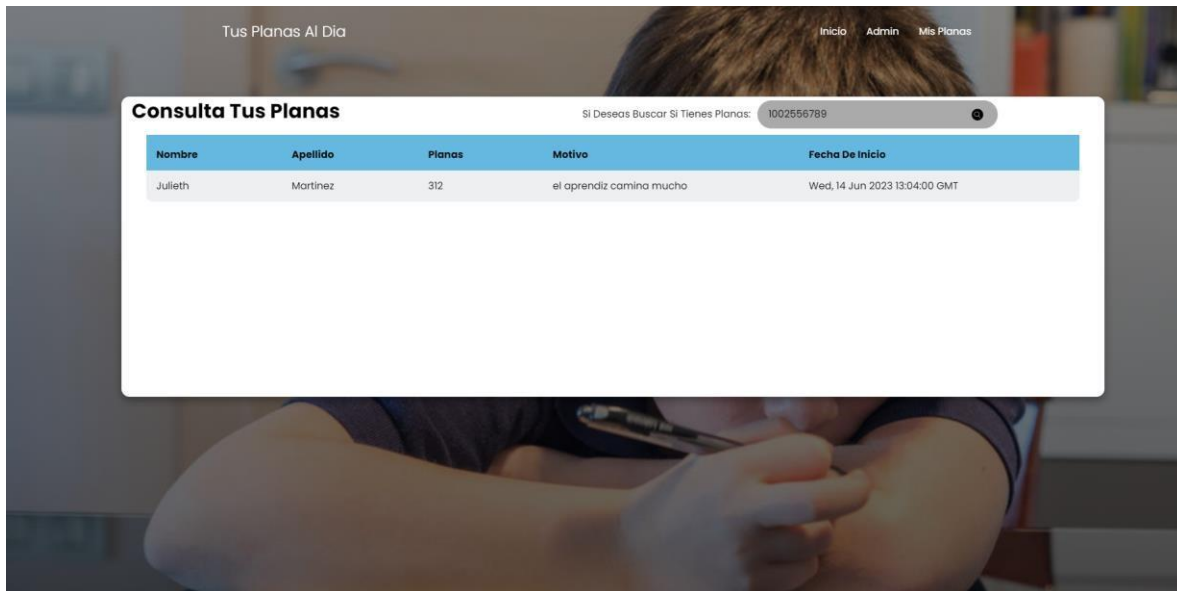 Tus Planas Al Dia
Inicio Admin Mis Planas
Consulta Tus Planas
Si Deseas Buscar Si Tienes Planas: 1002556789
Nombre Apellido Planas Motivo Fecha De Inicio
Julieth Martinez 312 el aprendiz camina mucho Wed, 14 Jun 2023 13:04:00 GMT